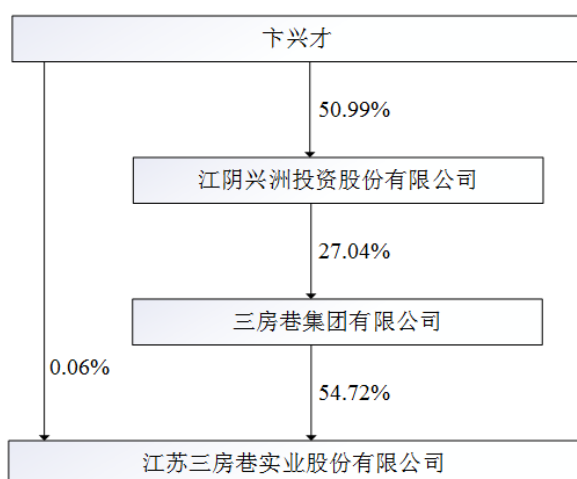 卞兴才
50.99%
江阴兴洲投资股份有限公司
27.04%
三房巷集团有限公司
0.06%
54.72%
江苏三房巷实业股份有限公司